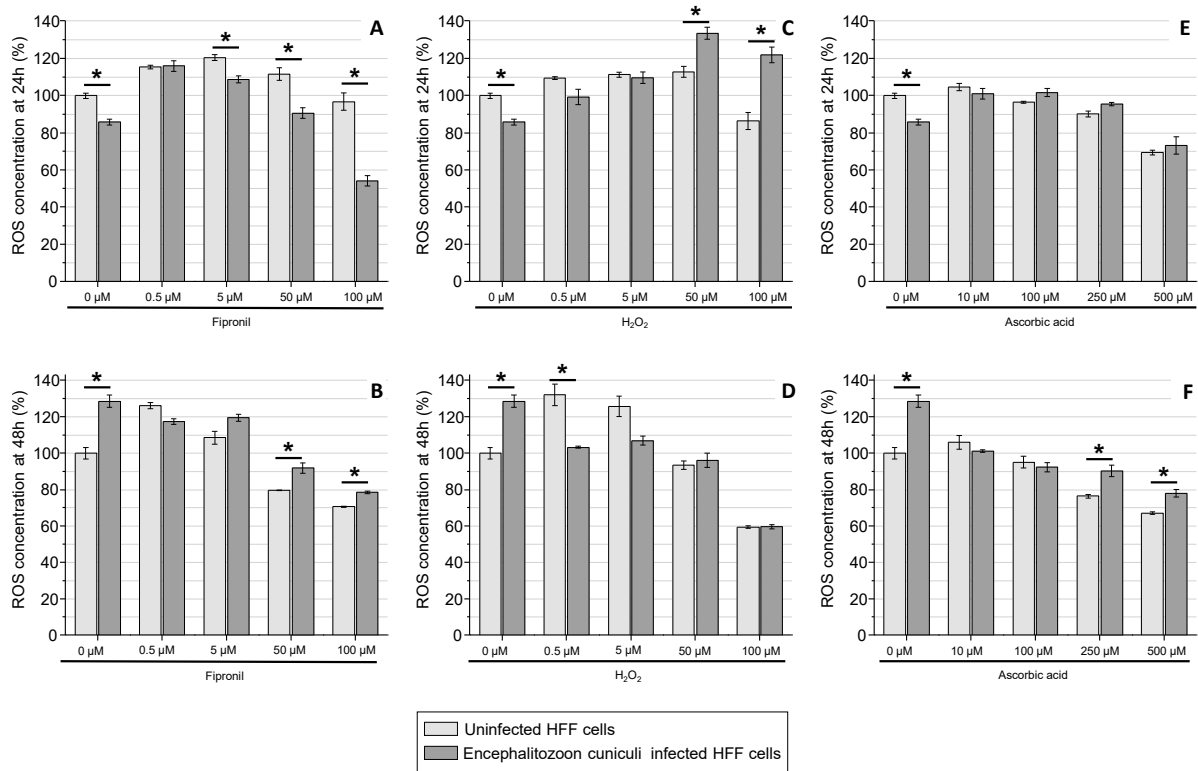 A
ROS concentration at 24h (%)
140
120
100
80
60
40
20
0
*
*
*
*
0 µM 0.5 µM 5 µM 50 µM 100 µM
Fipronil
C
ROS concentration at 24h (%)
140
120
100
80
60
40
20
0
*
*
*
0 µM 0.5 µM 5 µM 50 µM 100 µM
H₂O₂
E
ROS concentration at 24h (%)
140
120
100
80
60
40
20
0
*
0 µM 10 µM 100 µM 250 µM 500 µM
Ascorbic acid
B
ROS concentration at 48h (%)
140
120
100
80
60
40
20
0
*
*
*
0 µM 0.5 µM 5 µM 50 µM 100 µM
Fipronil
D
ROS concentration at 48h (%)
140
120
100
80
60
40
20
0
*
*
0 µM 0.5 µM 5 µM 50 µM 100 µM
H₂O₂
F
ROS concentration at 48h (%)
140
120
100
80
60
40
20
0
*
*
*
0 µM 10 µM 100 µM 250 µM 500 µM
Ascorbic acid
Uninfected HFF cells
Encephalitozoon cuniculi infected HFF cells